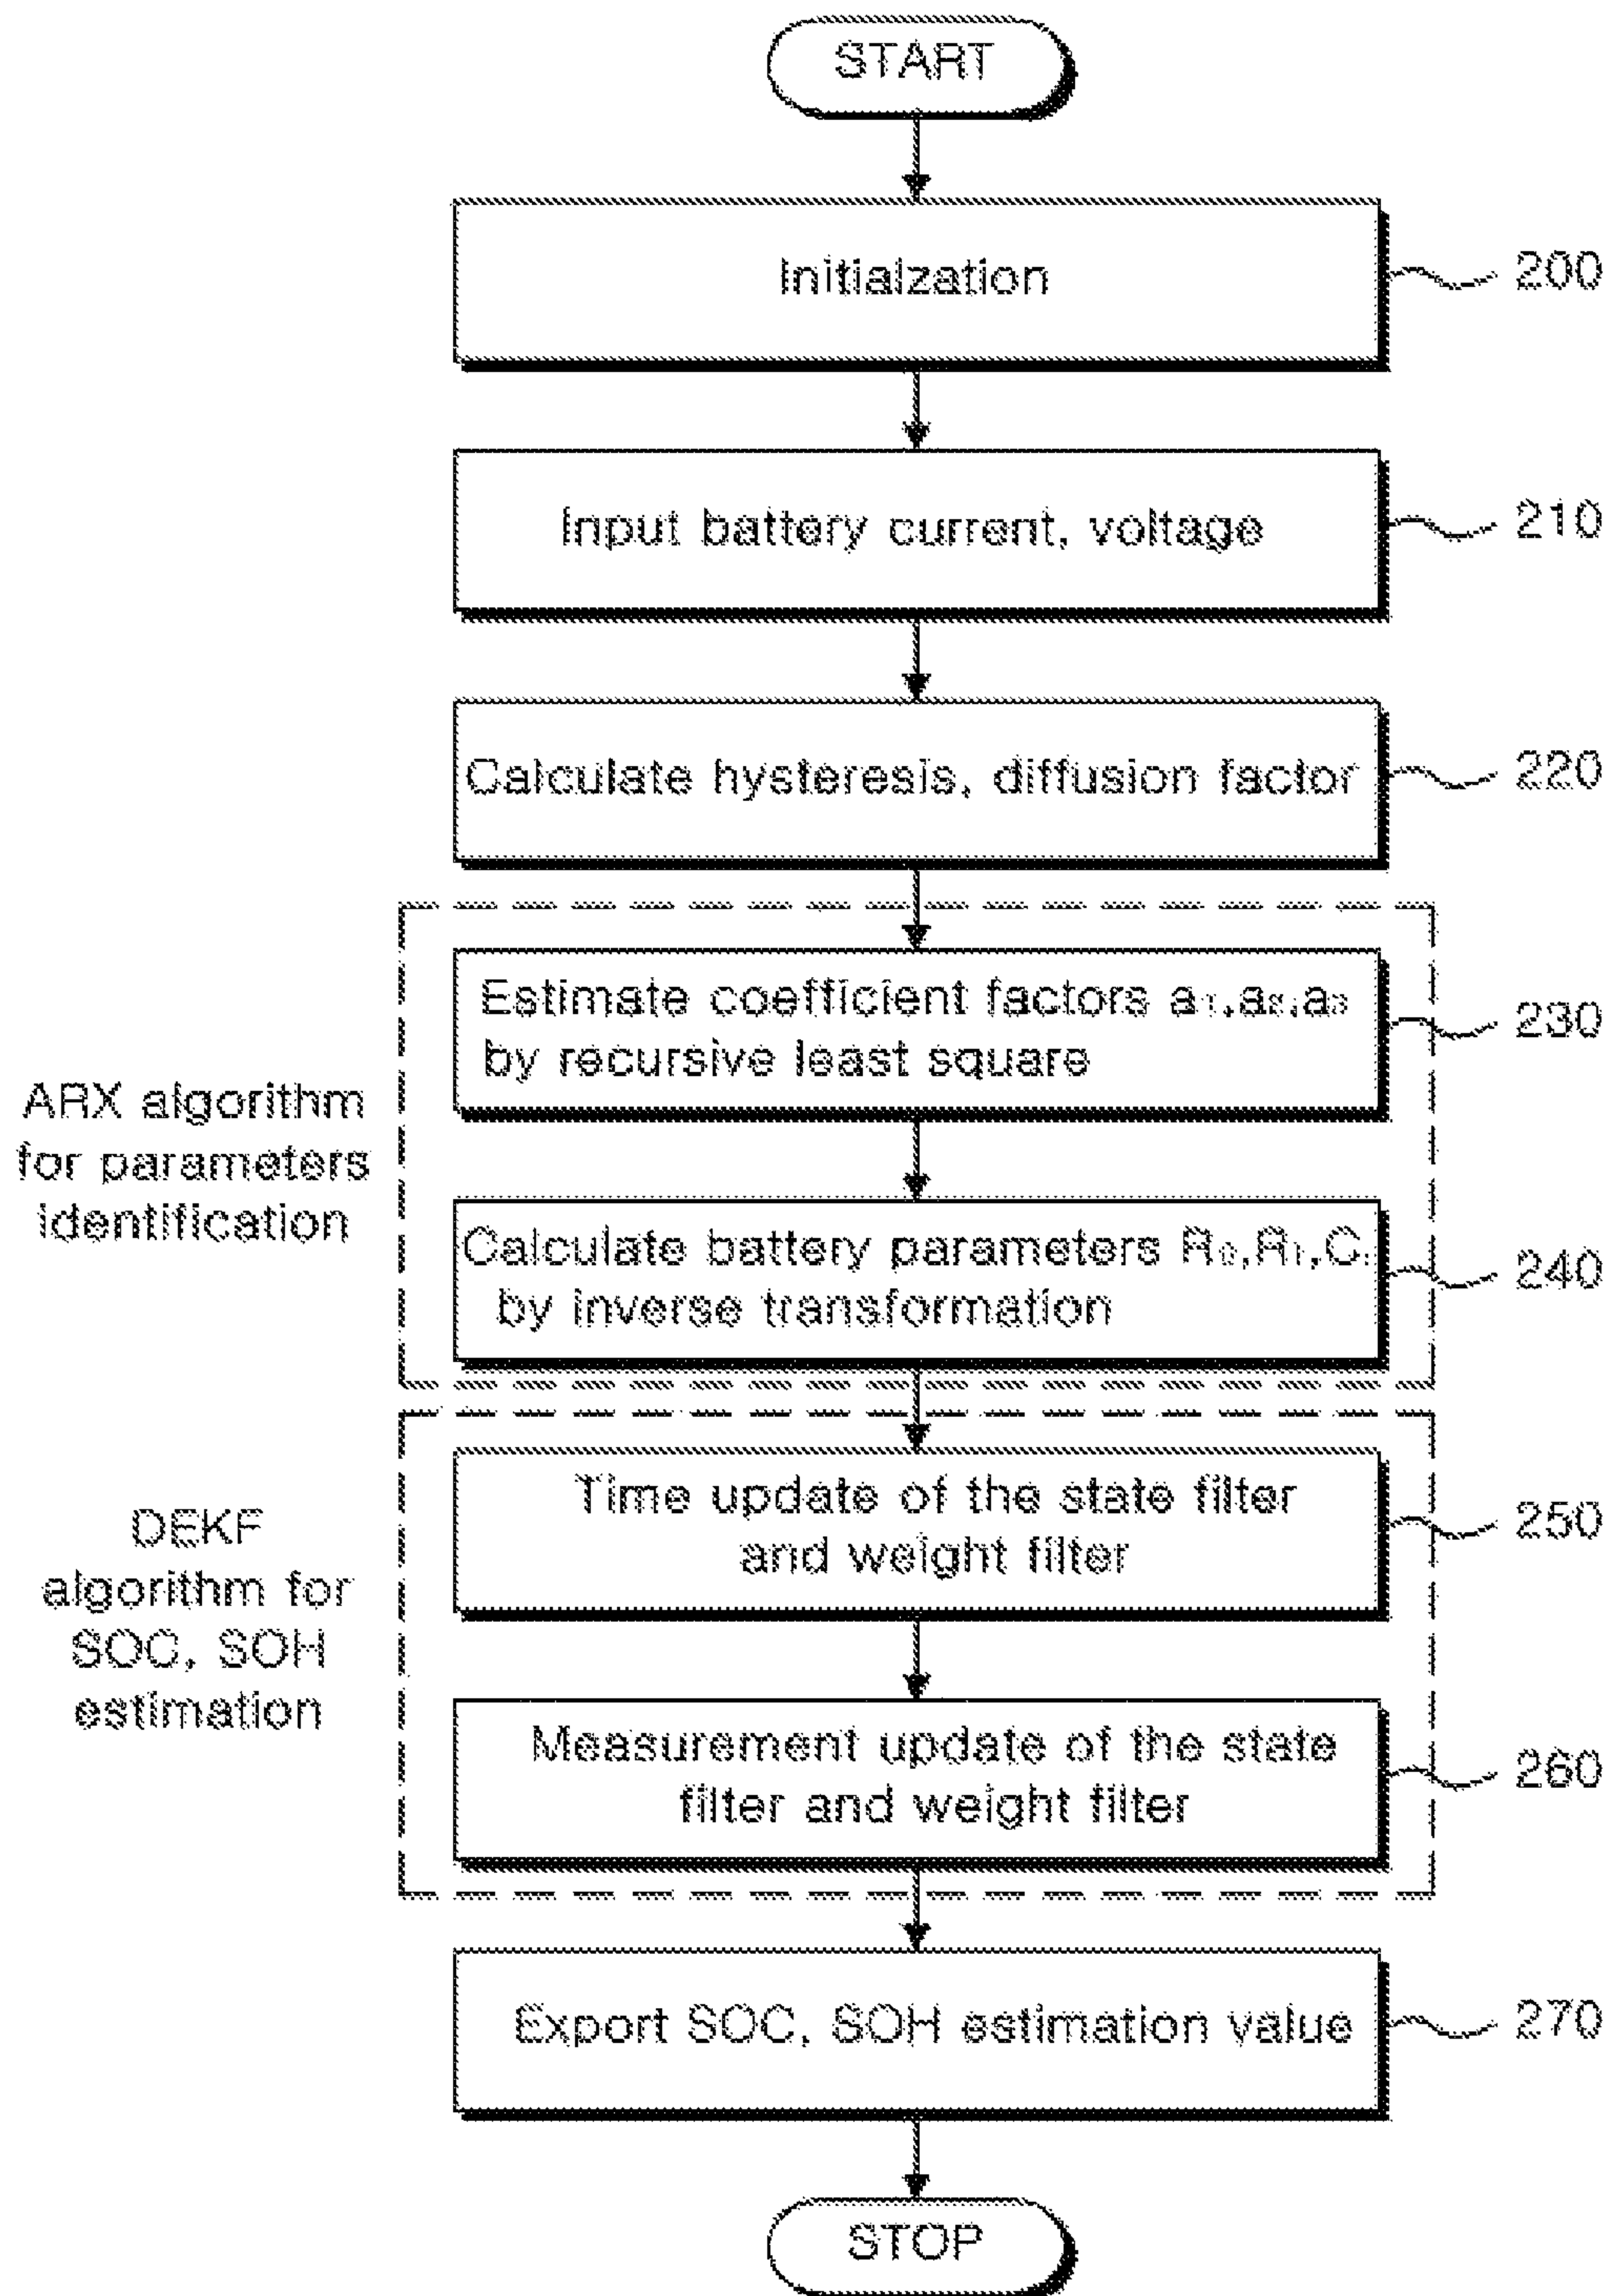 START
Initialzation
200
Input battery current, voltage
210
Calculate hysteresis, diffusion factor
220
Estimate coefficient factors a₁,a₂,a₃
by recursive least square
230
ARX algorithm
for parameters
identification
Calculate battery parameters R₀,R₁,C₁
by inverse transformation
240
Time update of the state filter
and weight filter
250
DEKF
algorithm for
SOC, SOH
estimation
Measurement update of the state
filter and weight filter
260
Export SOC, SOH estimation value
270
STOP